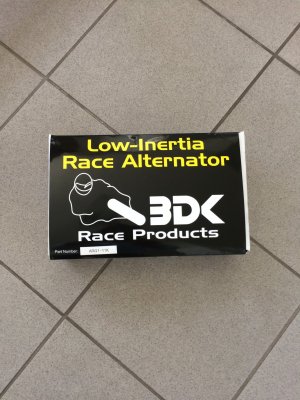 Low-Inertia
Race Alternator
BDK
Race Products
Part Number: